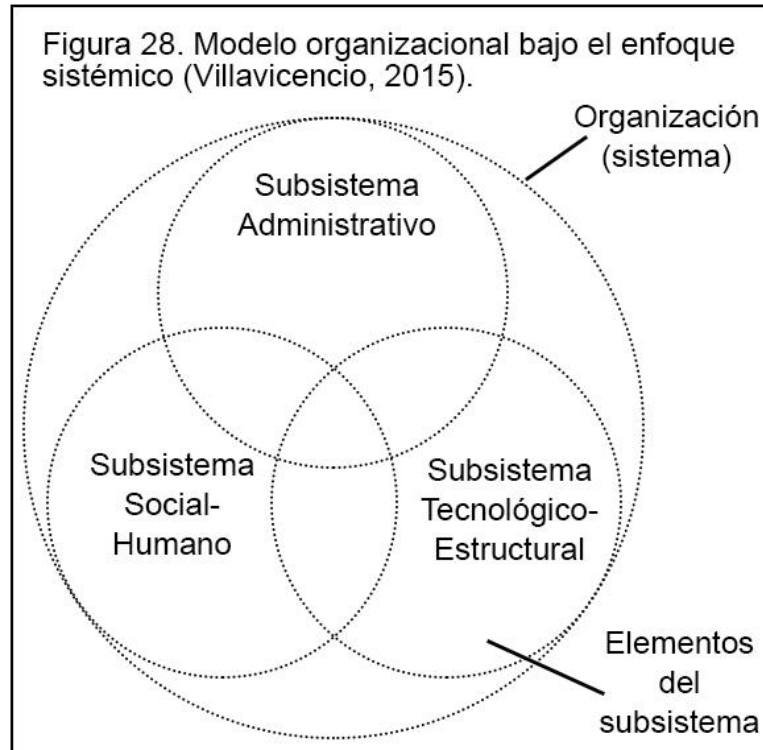 Figura 28. Modelo organizacional bajo el enfoque
sistémico (Villavicencio, 2015).
Organización
(sistema)
Subsistema
Administrativo
Subsistema
Social-
Humano
Subsistema
Tecnológico-
Estructural
Elementos
del
subsistema